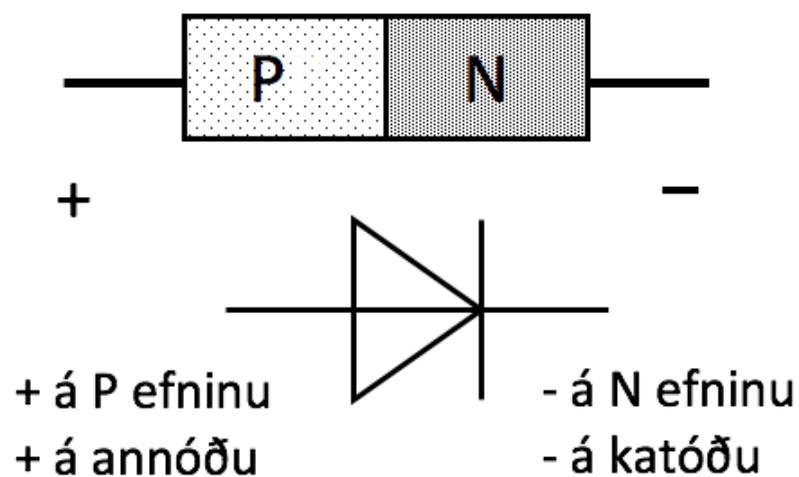 P N
+ −
+ á P efninu - á N efninu
+ á annóðu - á katóðu